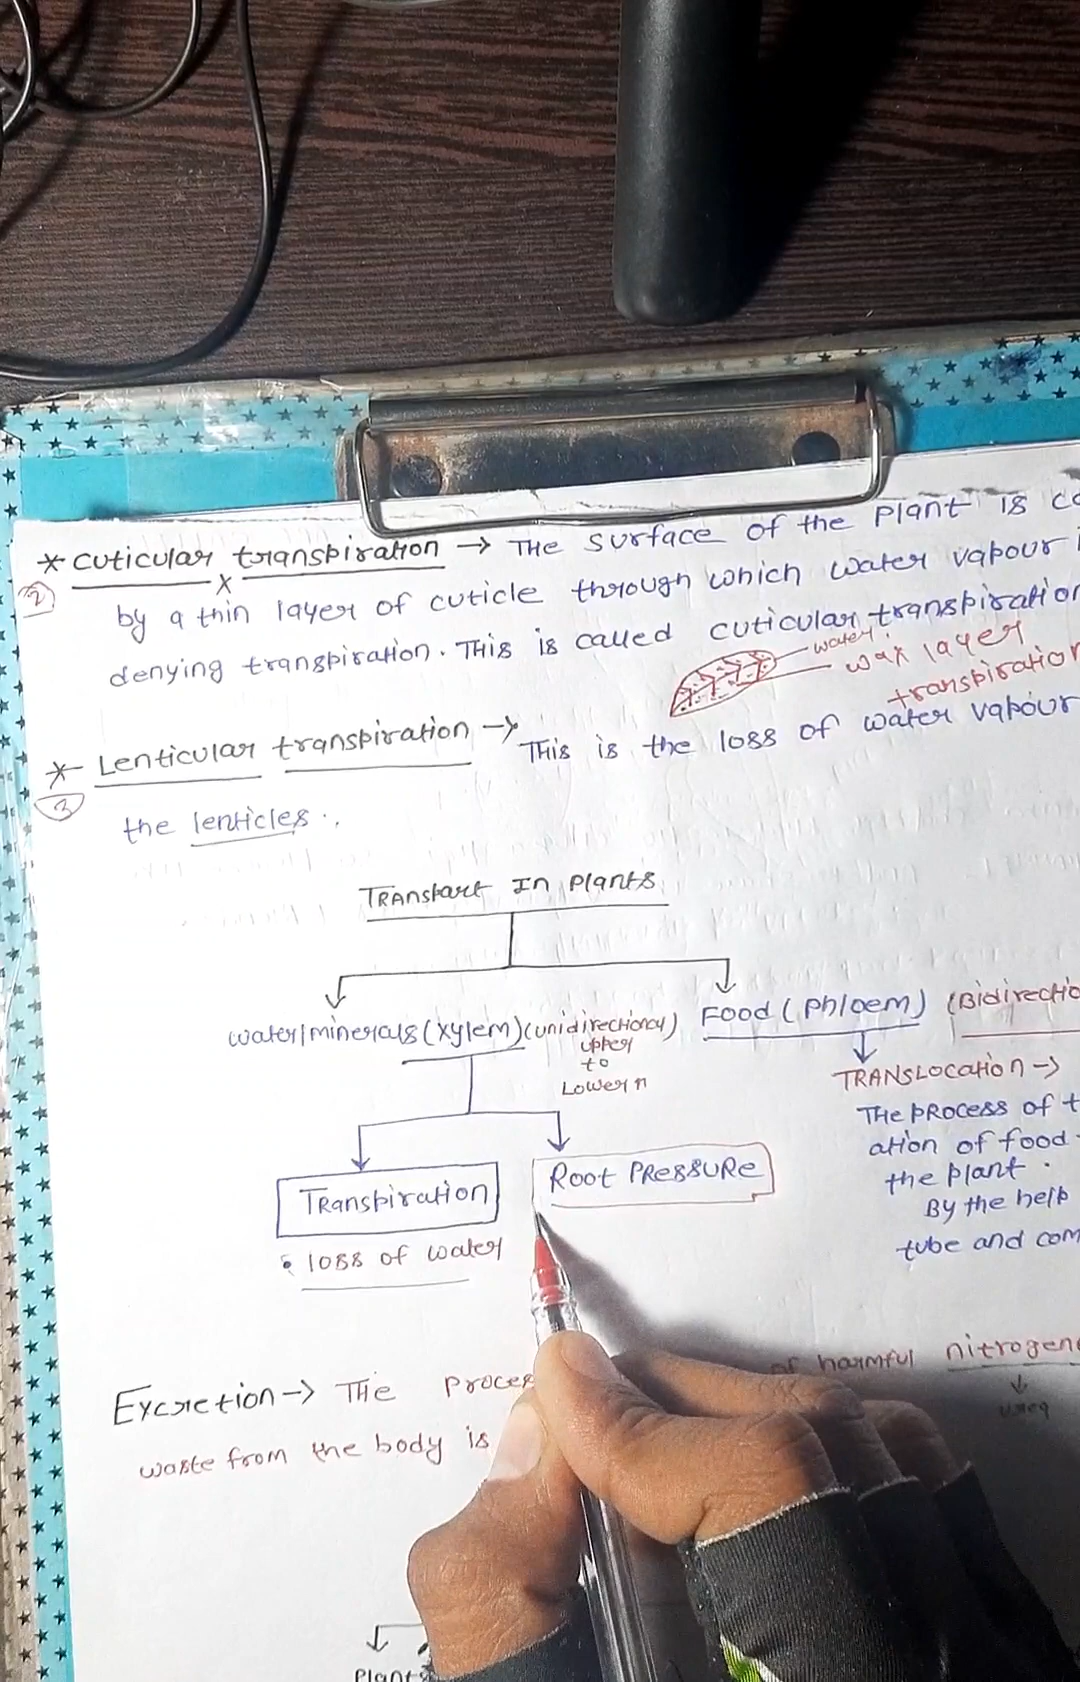 * cuticular transpiration → THE surface of the plant is
x
2
by a thin layer of cuticle through which water vapour
denying transpiration. THis is called cuticular transpiration
water
wax layer
transpiration
* Lenticular transpiration → THis is the loss of water vapour
3
the lenticles..
TRANSPORT IN Plants
water/minerals (xylem) (unidirectional) Food (Phloem) (Bidirectio
upper
to
Lower n
TRANSLOCATION →
THe PROCESS of t
ation of food
the plant.
By the help
tube and com
Transpiration ROOT PRESSURE
• loss of water
Excretion → THe proces of harmful nitrogen
urea
waste from the body is
Plants